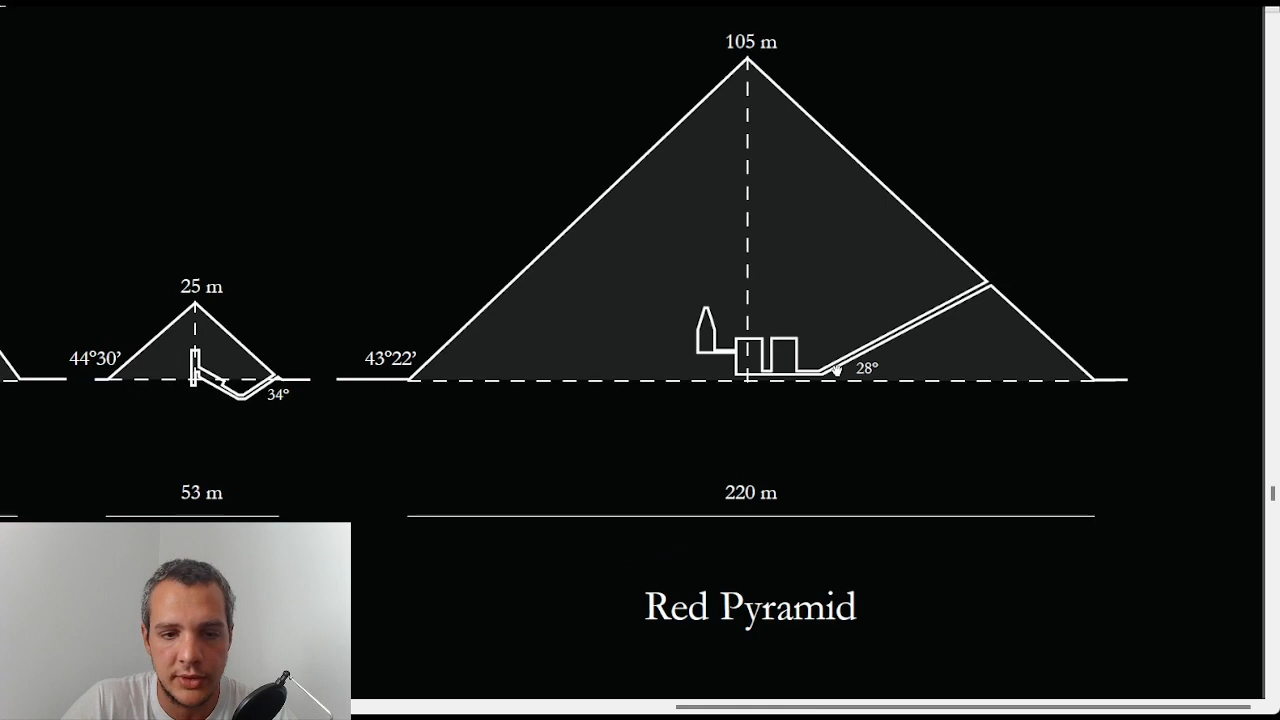 105 m
25 m
44°30’
43°22’
28°
34°
53 m
220 m
Red Pyramid